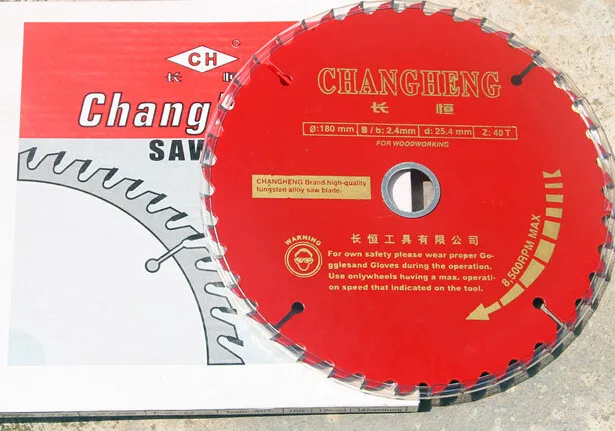 CH ®
长 恒
Chang
SAW
CHANGHENG
长 恒
Ø:180 mm B / b: 2.4mm d: 25.4 mm Z: 40 T
FOR WOODWORKING
CHANGHENG Brand high-quality
tungsten alloy saw blade.
长恒工具有限公司
WARNING
For own safety please wear proper Go-
gglesand Gloves during the operation.
Use onlywheels huving a max. operati-
on speed that indicated on the tool.
8,500RPM MAX